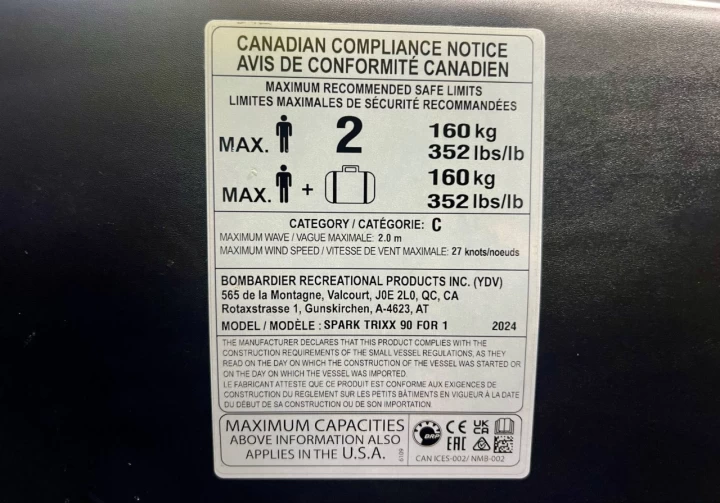 CANADIAN COMPLIANCE NOTICE
AVIS DE CONFORMITÉ CANADIEN
MAXIMUM RECOMMENDED SAFE LIMITS
LIMITES MAXIMALES DE SÉCURITÉ RECOMMANDÉES
MAX. 2 160 kg
352 lbs/lb
MAX. + 160 kg
352 lbs/lb
CATEGORY / CATÉGORIE: C
MAXIMUM WAVE / VAGUE MAXIMALE: 2.0 m
MAXIMUM WIND SPEED / VITESSE DE VENT MAXIMALE: 27 knots/noeuds
BOMBARDIER RECREATIONAL PRODUCTS INC. (YDV)
565 de la Montagne, Valcourt, J0E 2L0, QC, CA
Rotaxstrasse 1, Gunskirchen, A-4623, AT
MODEL / MODÈLE : SPARK TRIXX 90 FOR 1 2024
THE MANUFACTURER DECLARES THAT THIS PRODUCT COMPLIES WITH THE
CONSTRUCTION REQUIREMENTS OF THE SMALL VESSEL REGULATIONS, AS THEY
READ ON THE DAY ON WHICH THE CONSTRUCTION OF THE VESSEL WAS STARTED OR
ON THE DAY ON WHICH THE VESSEL WAS IMPORTED.
LE FABRICANT ATTESTE QUE CE PRODUIT EST CONFORME AUX EXIGENCES DE
CONSTRUCTION DU RÈGLEMENT SUR LES PETITS BÂTIMENTS EN VIGUEUR À LA DATE
DU DÉBUT DE SA CONSTRUCTION OU DE SON IMPORTATION.
MAXIMUM CAPACITIES
ABOVE INFORMATION ALSO
APPLIES IN THE U.S.A.
BRP CE UK CA
EAC
CAN ICES-002 / NMB-002